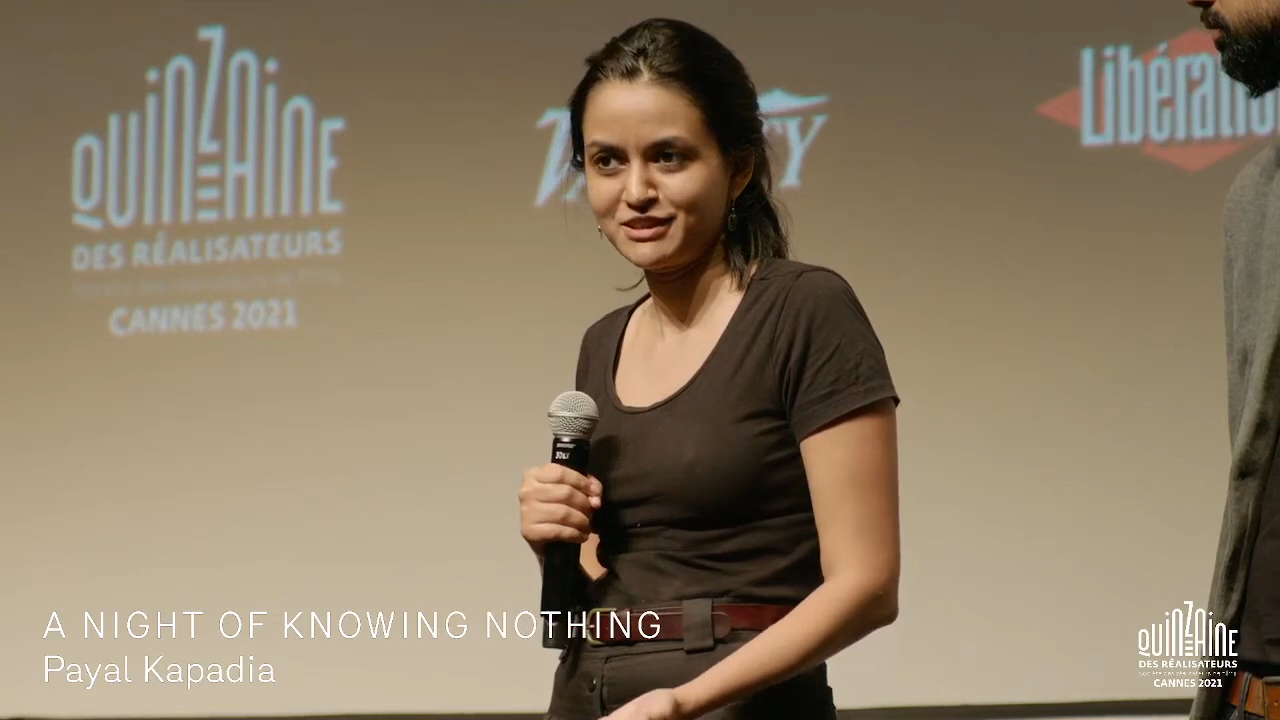 QUINZAINE
DES RÉALISATEURS
CANNES 2021
Libération
A NIGHT OF KNOWING NOTHING
Payal Kapadia
QUINZAINE
DES RÉALISATEURS
CANNES 2021